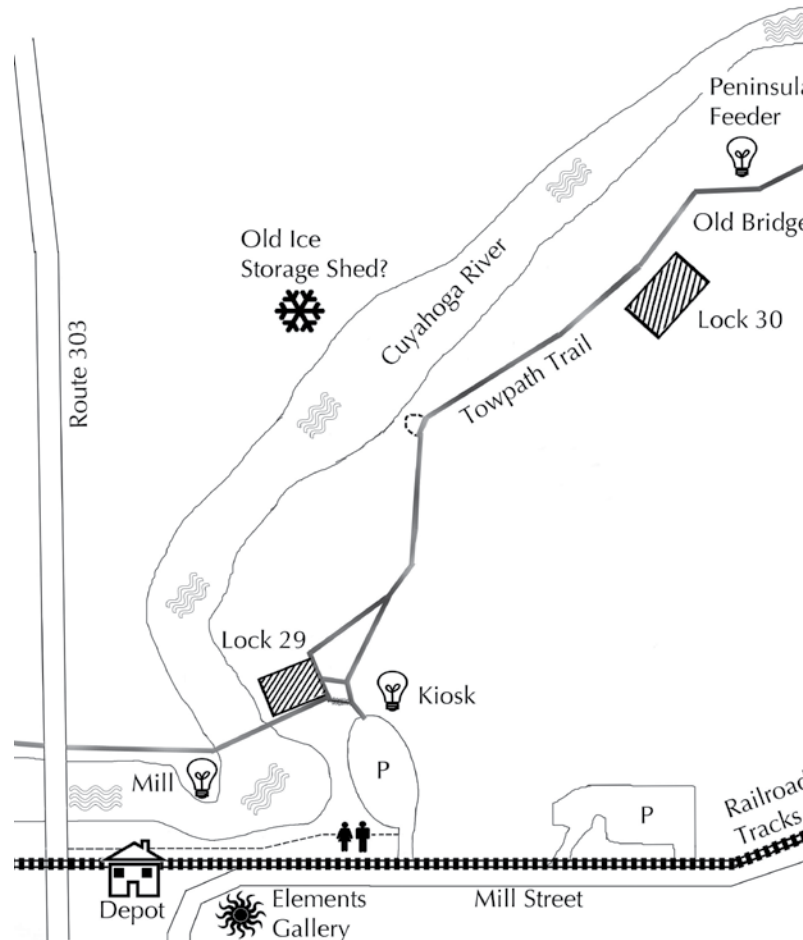 Peninsula
Feeder
Old Bridge
Old Ice
Storage Shed?
Cuyahoga River
Lock 30
Route 303
Towpath Trail
Lock 29
Kiosk
Mill
P
P
Railroad
Tracks
Depot
Elements
Gallery
Mill Street